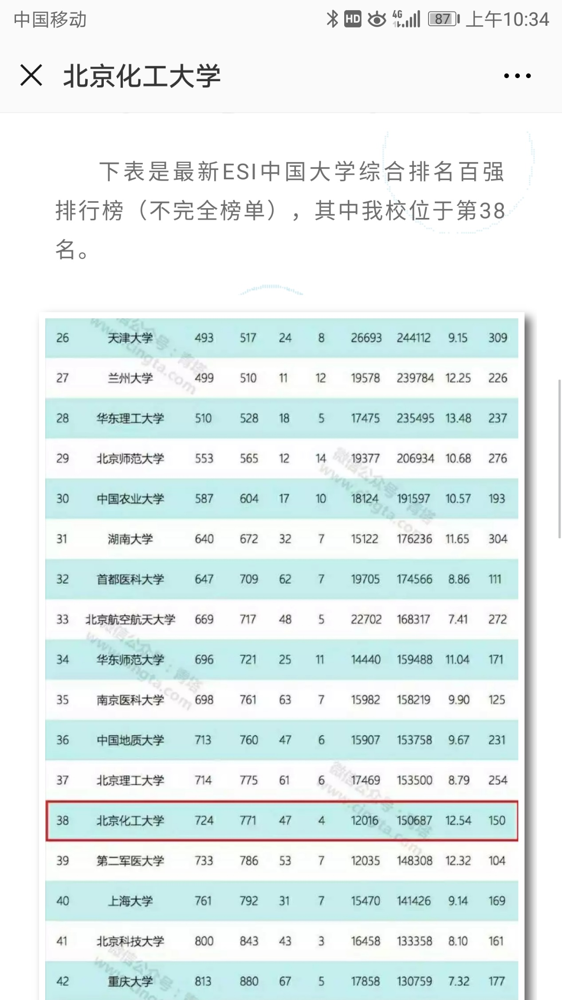 中国移动 HD 4G 87 上午10:34
北京化工大学
下表是最新ESI中国大学综合排名百强
排行榜（不完全榜单），其中我校位于第38
名。
26 天津大学 493 517 24 8 26693 244112 9.15 309
27 兰州大学 499 510 11 12 19578 239784 12.25 226
28 华东理工大学 510 528 18 5 17475 235495 13.48 237
29 北京师范大学 553 565 12 14 19377 206934 10.68 276
30 中国农业大学 587 604 17 10 18124 191597 10.57 193
31 湖南大学 640 672 32 7 15122 176236 11.65 304
32 首都医科大学 647 709 62 7 19705 174566 8.86 111
33 北京航空航天大学 669 717 48 5 22702 168317 7.41 272
34 华东师范大学 696 721 25 11 14440 159488 11.04 171
35 南京医科大学 698 761 63 7 15982 158219 9.90 125
36 中国地质大学 713 760 47 6 15907 153758 9.67 231
37 北京理工大学 714 775 61 6 17469 153500 8.79 254
38 北京化工大学 724 771 47 4 12016 150687 12.54 150
39 第二军医大学 733 786 53 7 12035 148308 12.32 104
40 上海大学 761 792 31 7 15470 141426 9.14 169
41 北京科技大学 800 843 43 3 16458 133358 8.10 161
42 重庆大学 813 880 67 5 17858 130759 7.32 177
微信公众号：青塔
www.cingta.com